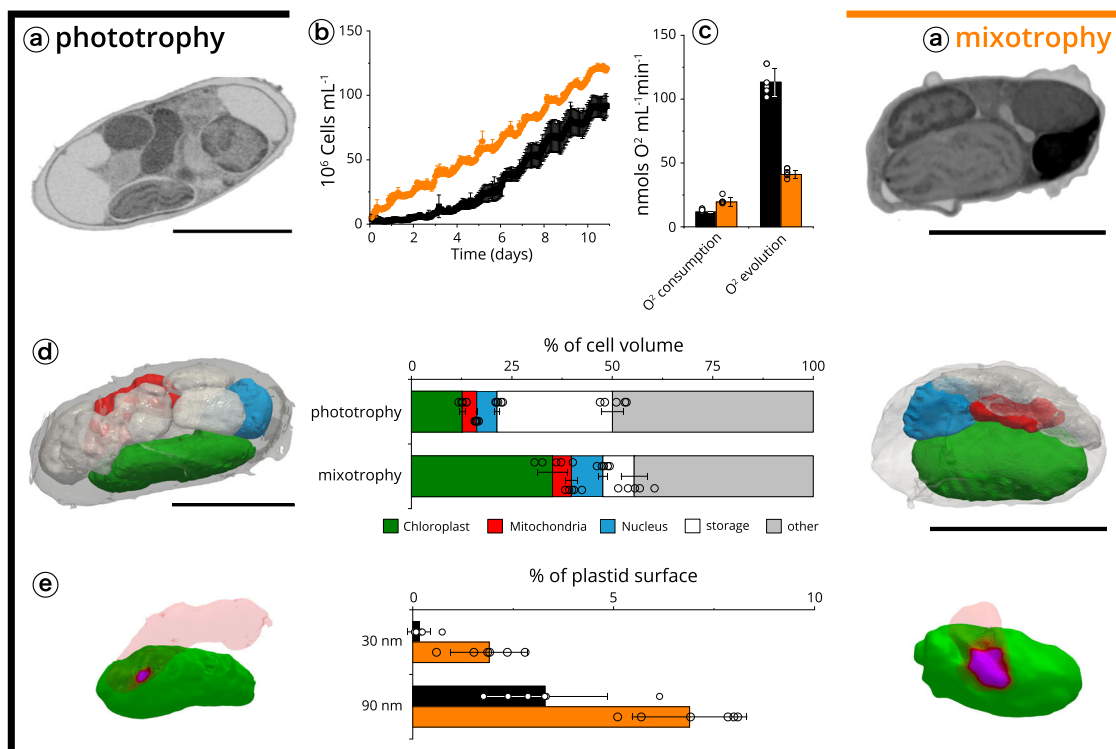 a phototrophy
b
150
100
50
0
10⁶ Cells mL⁻¹
0 2 4 6 8 10
Time (days)
c
150
100
50
0
nmols O² mL⁻¹min⁻¹
O² consumption
O² evolution
a mixotrophy
d
% of cell volume
0 25 50 75 100
phototrophy
mixotrophy
Chloroplast Mitochondria Nucleus storage other
e
% of plastid surface
0 5 10
30 nm
90 nm